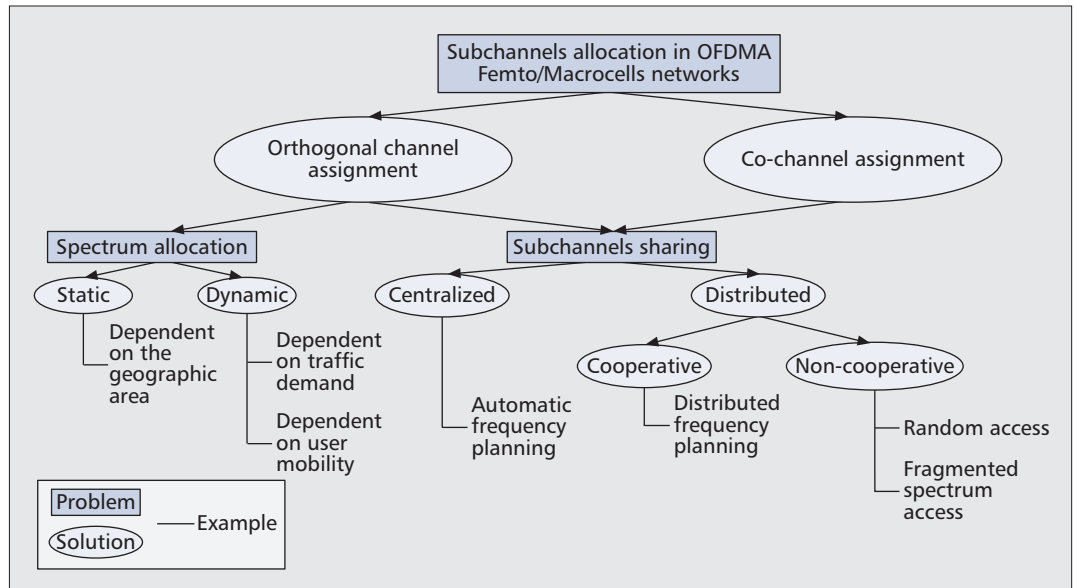 Subchannels allocation in OFDMA
Femto/Macrocells networks
Orthogonal channel
assignment
Co-channel assignment
Spectrum allocation
Subchannels sharing
Static
Dynamic
Centralized
Distributed
Dependent
on the
geographic
area
Dependent
on traffic
demand
Dependent
on user
mobility
Cooperative
Non-cooperative
Automatic
frequency
planning
Distributed
frequency
planning
Random access
Fragmented
spectrum
access
Problem
Solution
Example